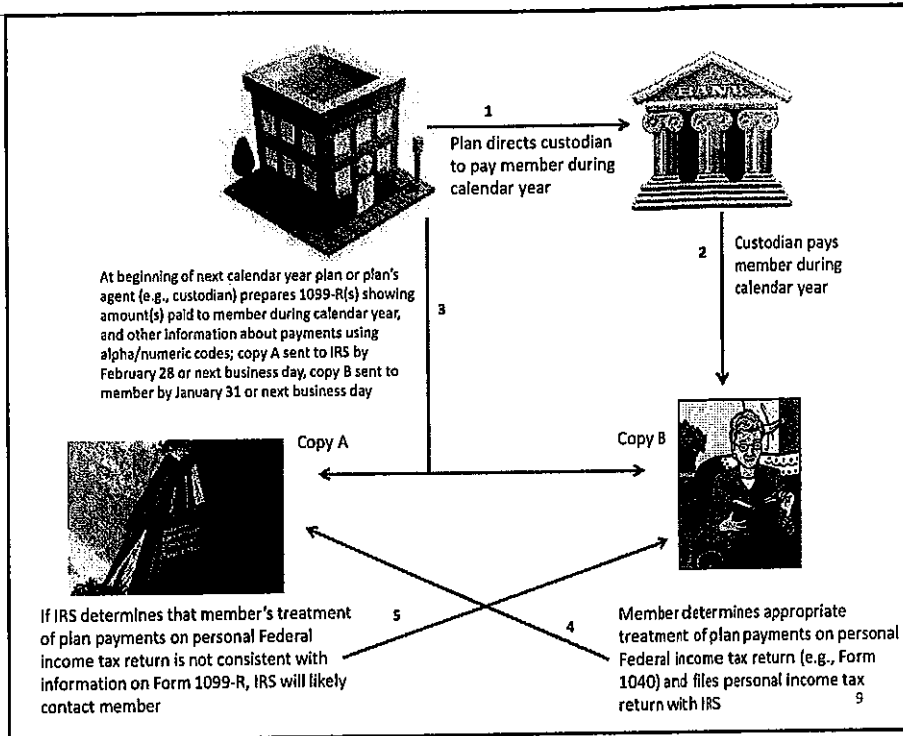 BANK
1
Plan directs custodian
to pay member during
calendar year
2
Custodian pays
member during
calendar year
At beginning of next calendar year plan or plan's
agent (e.g., custodian) prepares 1099-R(s) showing
amount(s) paid to member during calendar year,
and other information about payments using
alpha/numeric codes; copy A sent to IRS by
February 28 or next business day, copy B sent to
member by January 31 or next business day
3
Copy A
Copy B
If IRS determines that member's treatment
of plan payments on personal Federal
income tax return is not consistent with
information on Form 1099-R, IRS will likely
contact member
5
4
Member determines appropriate
treatment of plan payments on personal
Federal income tax return (e.g., Form
1040) and files personal income tax
return with IRS
9